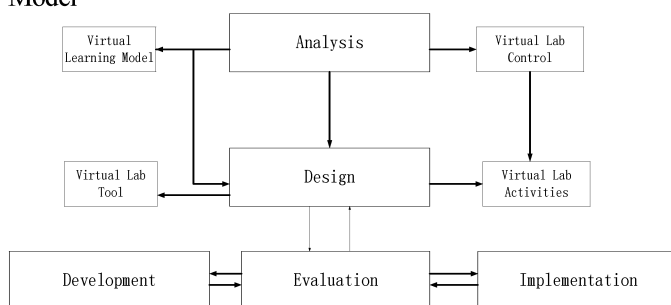 Model
Virtual
Learning Model
Analysis
Virtual Lab
Control
Virtual Lab
Tool
Design
Virtual Lab
Activities
Development
Evaluation
Implementation